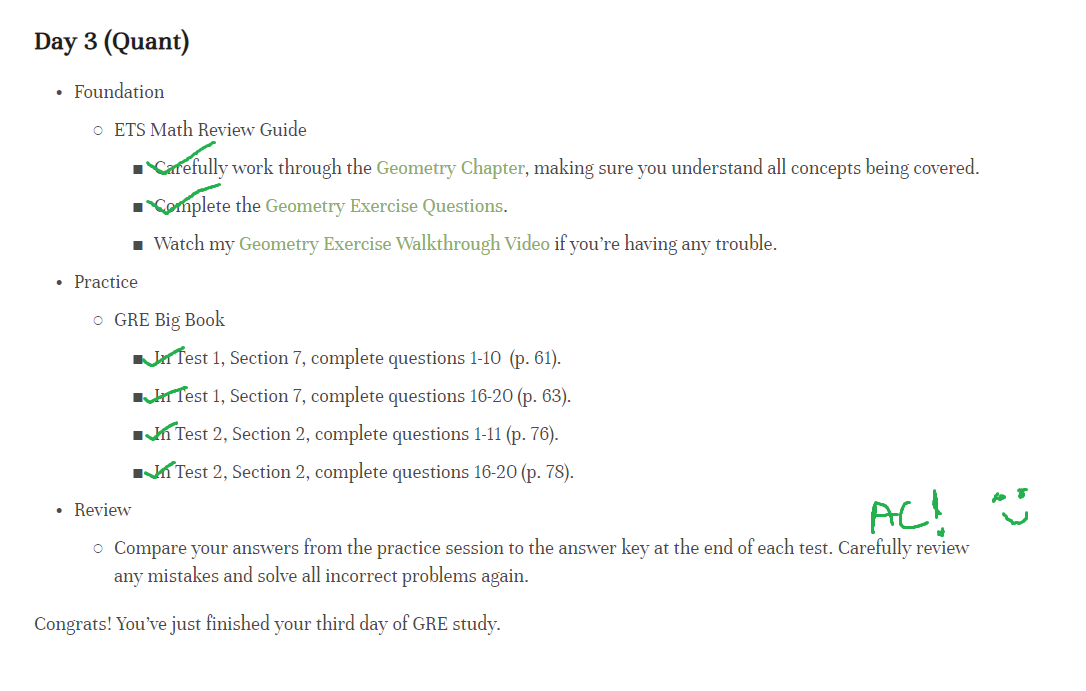 Day 3 (Quant)
• Foundation
○ ETS Math Review Guide
■ Carefully work through the Geometry Chapter, making sure you understand all concepts being covered.
■ Complete the Geometry Exercise Questions.
■ Watch my Geometry Exercise Walkthrough Video if you’re having any trouble.
• Practice
○ GRE Big Book
■ In Test 1, Section 7, complete questions 1-10 (p. 61).
■ In Test 1, Section 7, complete questions 16-20 (p. 63).
■ In Test 2, Section 2, complete questions 1-11 (p. 76).
■ In Test 2, Section 2, complete questions 16-20 (p. 78).
• Review
AC!
○ Compare your answers from the practice session to the answer key at the end of each test. Carefully review
any mistakes and solve all incorrect problems again.
Congrats! You’ve just finished your third day of GRE study.